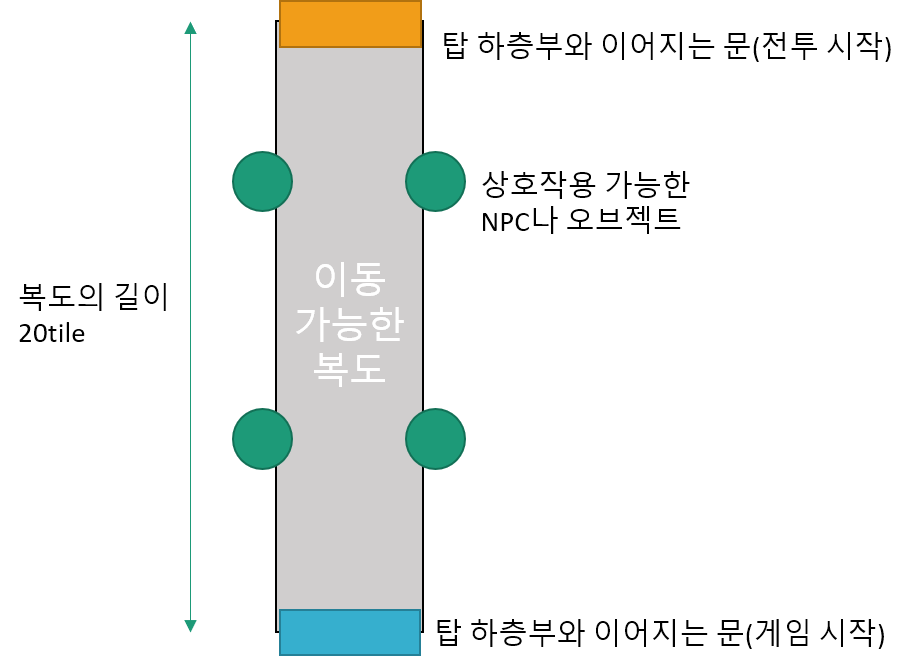 탑 하층부와 이어지는 문(전투 시작)
상호작용 가능한
NPC나 오브젝트
이동
가능한
복도
복도의 길이
20tile
탑 하층부와 이어지는 문(게임 시작)